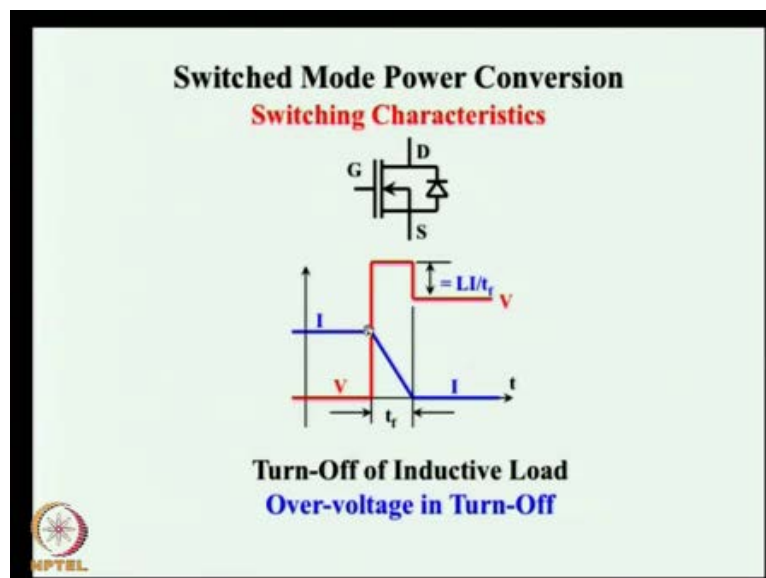 Switched Mode Power Conversion
Switching Characteristics
D
G
S
= LI/tf
V
I
V
I
t
tf
Turn-Off of Inductive Load
Over-voltage in Turn-Off
NPTEL